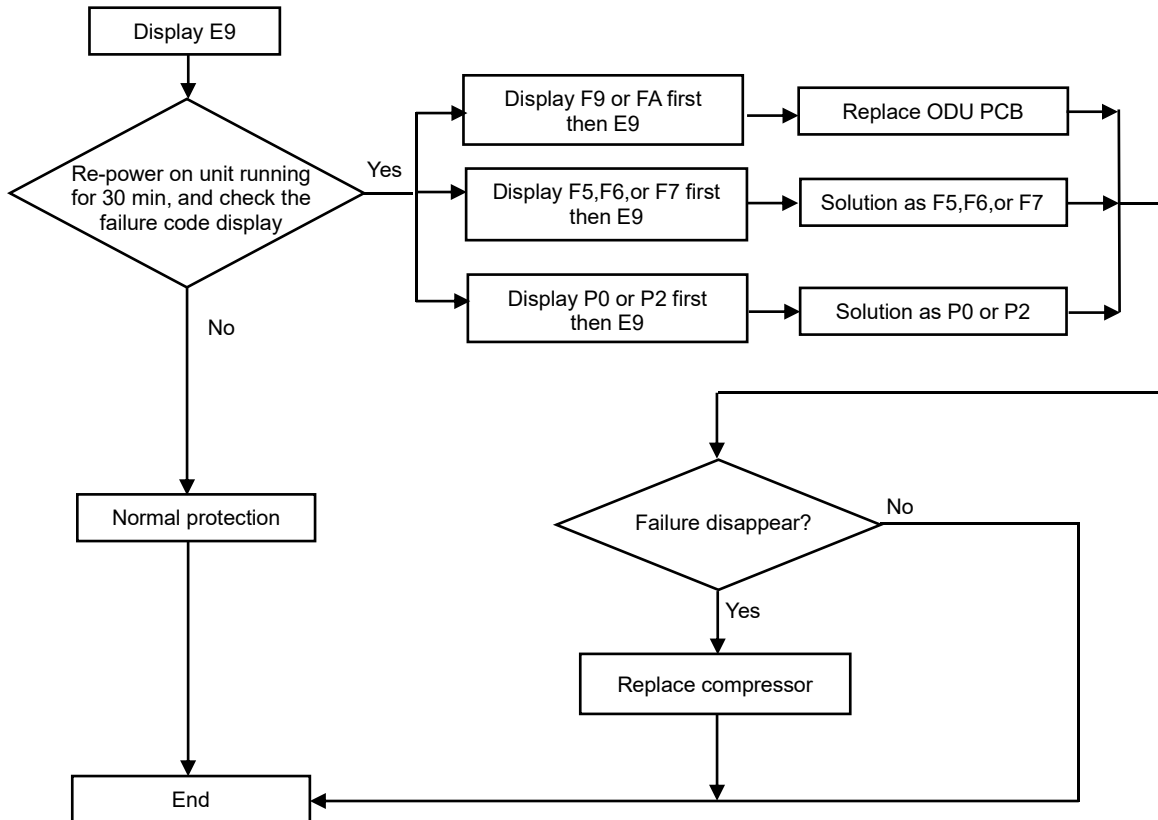 Display E9
Re-power on unit running
for 30 min, and check the
failure code display
Yes
Display F9 or FA first
then E9
Replace ODU PCB
Display F5,F6,or F7 first
then E9
Solution as F5,F6,or F7
Display P0 or P2 first
then E9
Solution as P0 or P2
No
Normal protection
Failure disappear?
No
Yes
Replace compressor
End